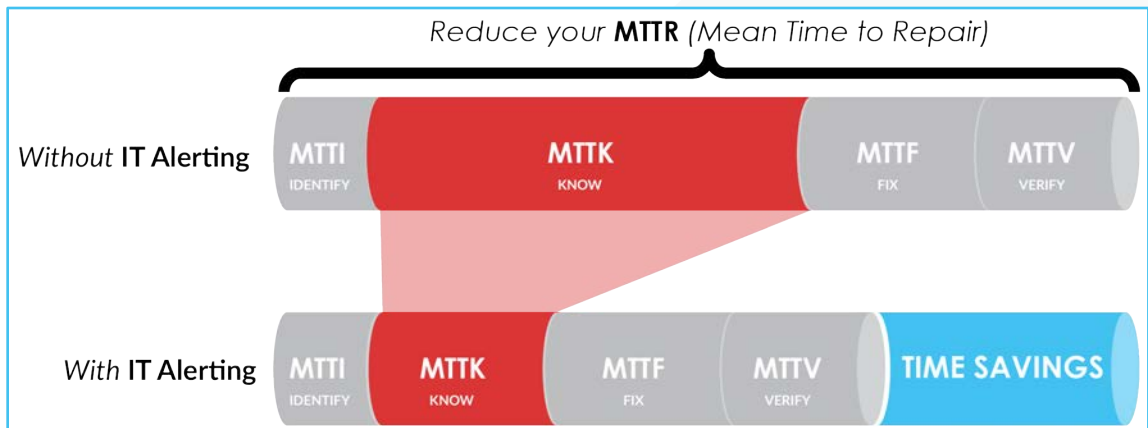 Reduce your MTTR (Mean Time to Repair)
Without IT Alerting
MTTI
IDENTIFY
MTTK
KNOW
MTTF
FIX
MTTV
VERIFY
With IT Alerting
MTTI
IDENTIFY
MTTK
KNOW
MTTF
FIX
MTTV
VERIFY
TIME SAVINGS